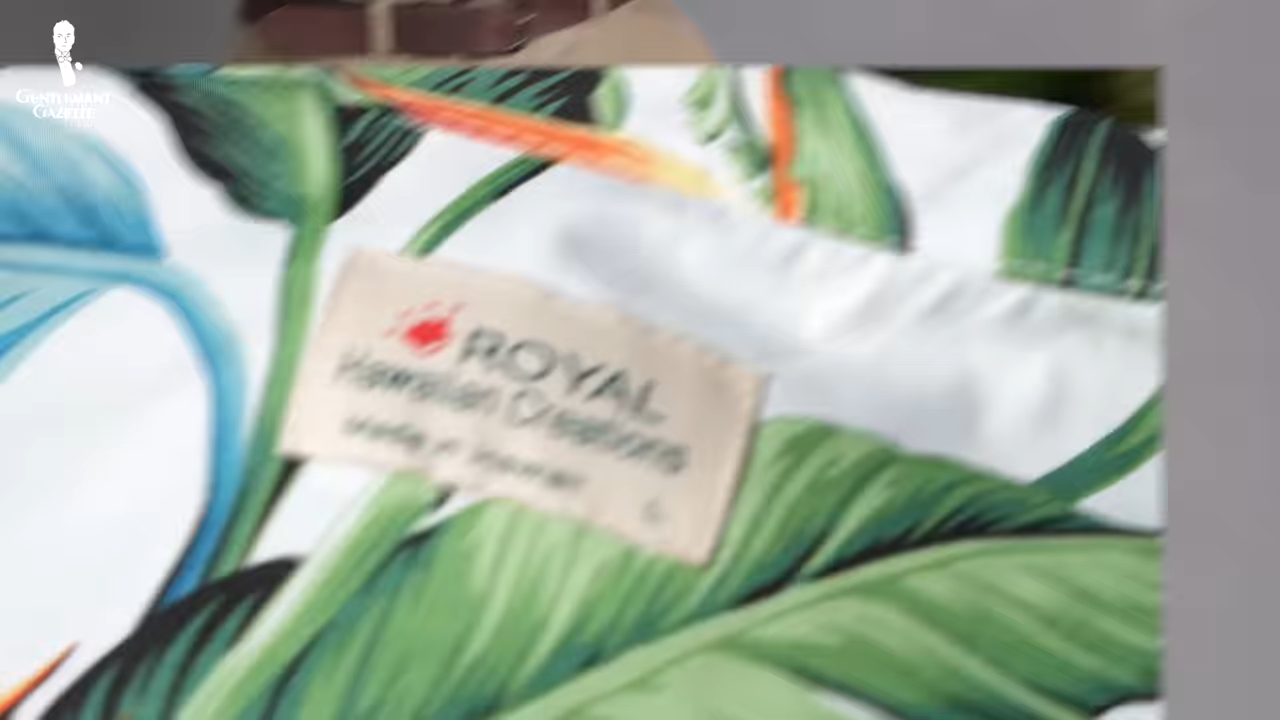 GENTLEMAN'S
GAZETTE
ROYAL
Hawaiian Creations
L